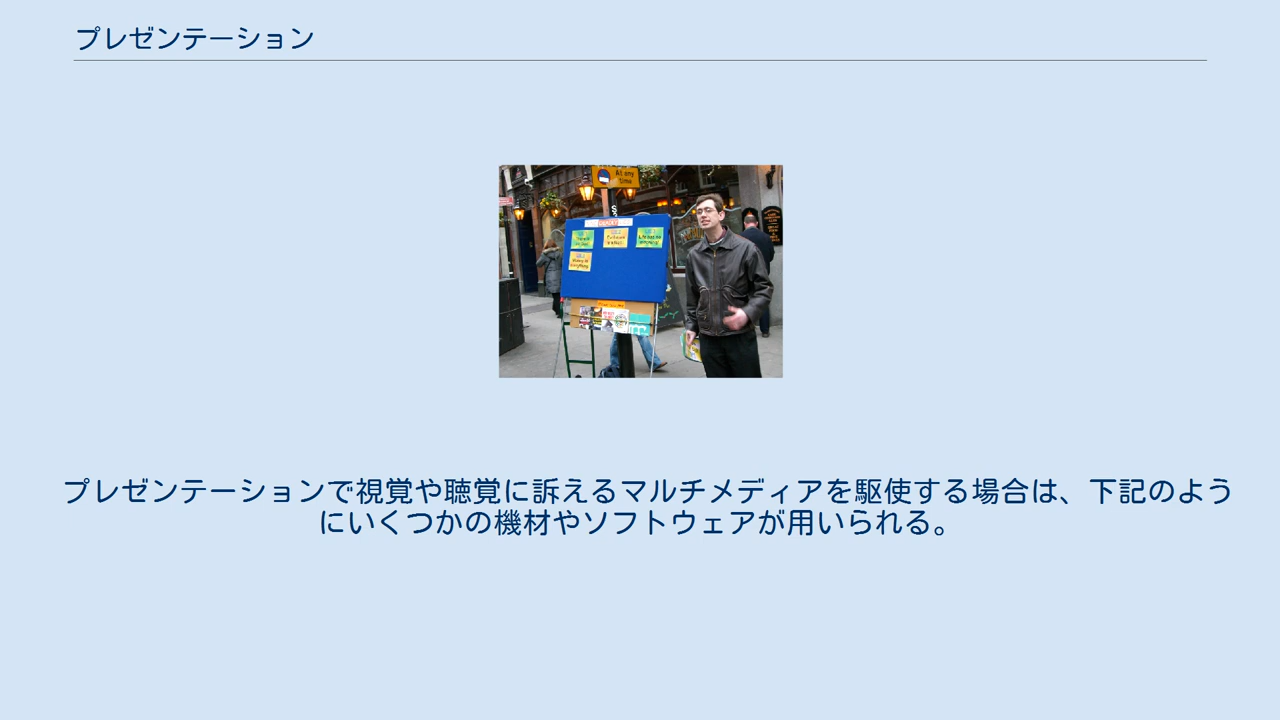 プレゼンテーション
At any
time
プレゼンテーションで視覚や聴覚に訴えるマルチメディアを駆使する場合は、下記のよう
にいくつかの機材やソフトウェアが用いられる。